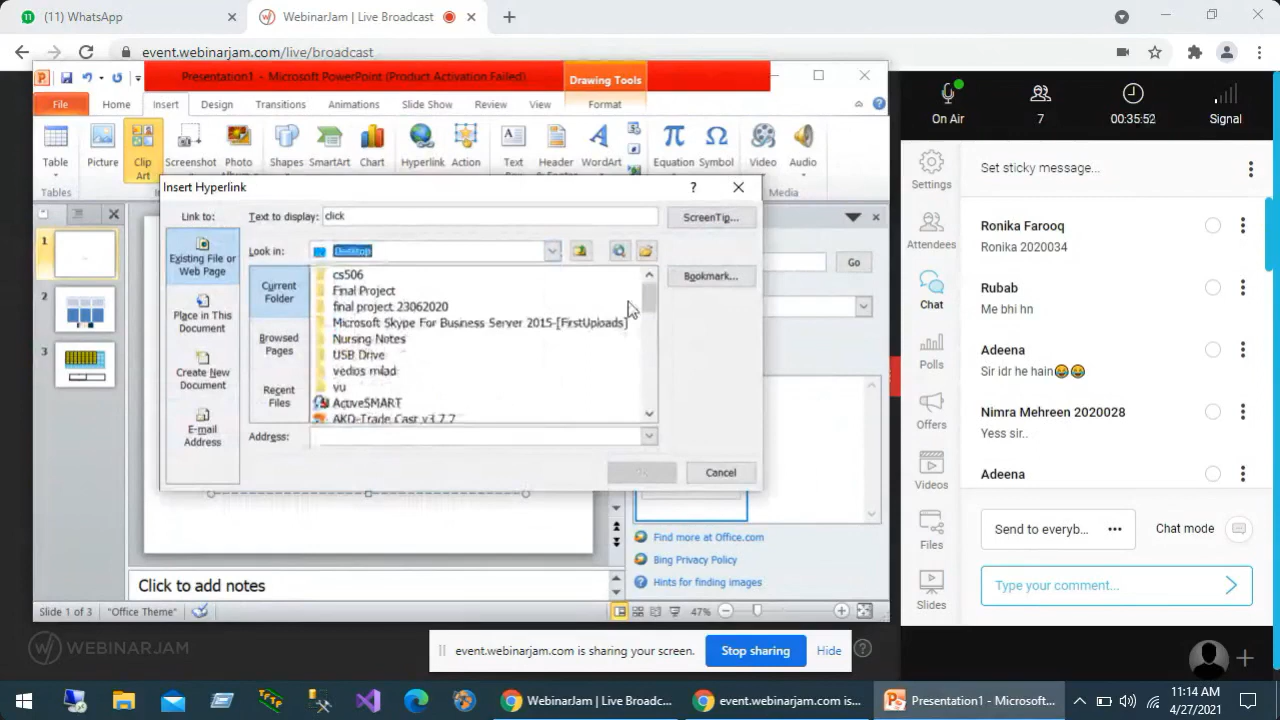 (11) WhatsApp
WebinarJam | Live Broadcast
event.webinarjam.com/live/broadcast
Presentation1 - Microsoft PowerPoint (Product Activation Failed)
Drawing Tools
File
Home
Insert
Design
Transitions
Animations
Slide Show
Review
View
Format
Table
Picture
Clip
Art
Screenshot
Photo
Shapes
SmartArt
Chart
Hyperlink
Action
Text
Header
WordArt
Equation
Symbol
Video
Audio
Tables
Media
Insert Hyperlink
Link to:
Text to display:
click
ScreenTip...
Existing File or
Web Page
Look in:
Desktop
Go
Bookmark...
Current
Folder
cs506
Final Project
final project 23062020
Microsoft Skype For Business Server 2015-[FirstUploads]
Nursing Notes
USB Drive
vedios mlad
vu
ActiveSMART
AKD-Trade Cast v3.7.7
Place in This
Document
Browsed
Pages
Create New
Document
Recent
Files
E-mail
Address
Address:
Cancel
1
2
3
Find more at Office.com
Bing Privacy Policy
Hints for finding images
Click to add notes
Slide 1 of 3
"Office Theme"
47%
WEBINARJAM
event.webinarjam.com is sharing your screen.
Stop sharing
Hide
On Air
7
00:35:52
Signal
Settings
Attendees
Chat
Polls
Offers
Videos
Files
Slides
Set sticky message...
Ronika Farooq
Ronika 2020034
Rubab
Me bhi hn
Adeena
Sir idr he hain😂😂
Nimra Mehreen 2020028
Yess sir..
Adeena
Send to everyb...
Chat mode
Type your comment...
WebinarJam | Live Broadc...
event.webinarjam.com is...
Presentation1 - Microsoft...
11:14 AM
4/27/2021